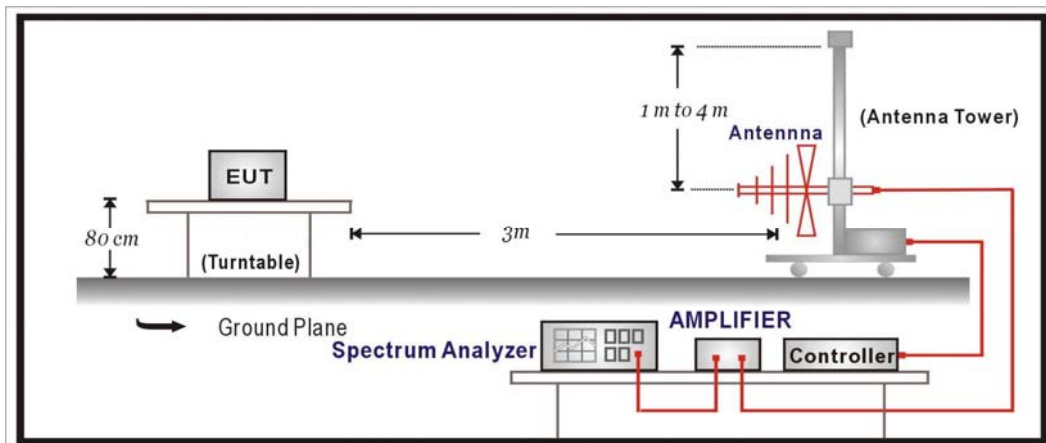 1 m to 4 m
(Antenna Tower)
Antennna
EUT
80 cm
3m
(Turntable)
Ground Plane
AMPLIFIER
Spectrum Analyzer
Controller